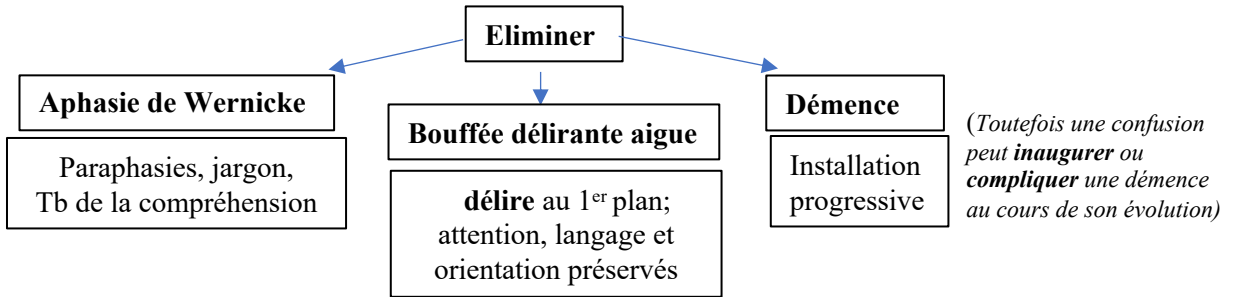 Eliminer
Aphasie de Wernicke
Paraphasies, jargon,
Tb de la compréhension
Bouffée délirante aigue
délire au 1er plan;
attention, langage et
orientation préservés
Démence
Installation
progressive
(Toutefois une confusion
peut inaugurer ou
compliquer une démence
au cours de son évolution)